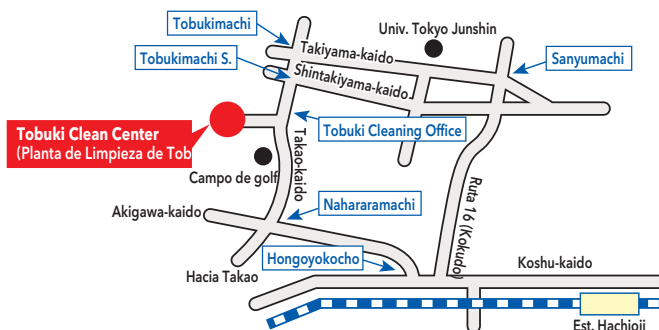 Tobukimachi
Univ. Tokyo Junshin
Takiyama-kaido
Tobukimachi S.
Sanyumachi
Shintakiyama-kaido
Tobuki Clean Center
(Planta de Limpieza de Tob
Tobuki Cleaning Office
Takao-kaido
Campo de golf
Ruta 16 (Kokudo)
Nahararamachi
Akigawa-kaido
Hongoyokocho
Koshu-kaido
Hacia Takao
Est. Hachioji